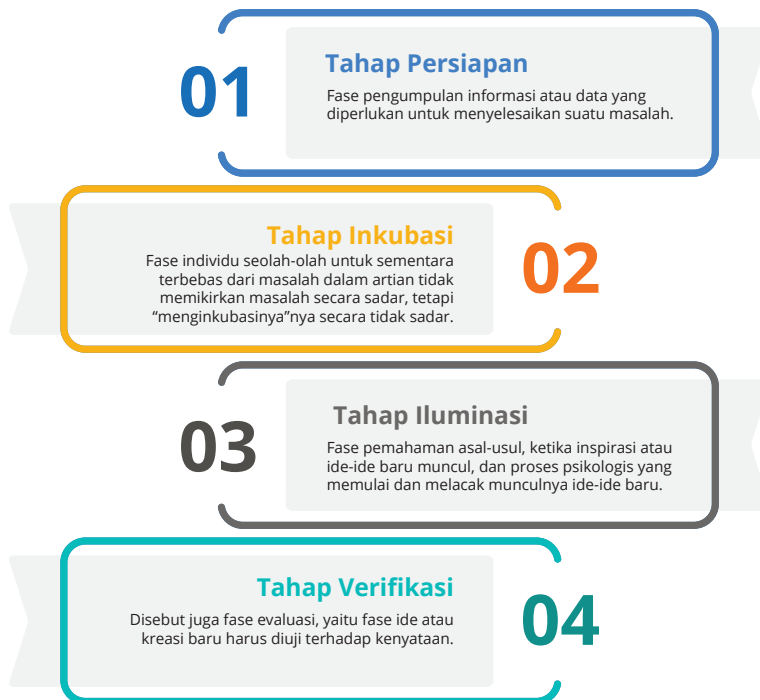 01
Tahap Persiapan
Fase pengumpulan informasi atau data yang
diperlukan untuk menyelesaikan suatu masalah.
Tahap Inkubasi
Fase individu seolah-olah untuk sementara
terbebas dari masalah dalam artian tidak
memikirkan masalah secara sadar, tetapi
“menginkubasinya”nya secara tidak sadar.
02
03
Tahap Iluminasi
Fase pemahaman asal-usul, ketika inspirasi atau
ide-ide baru muncul, dan proses psikologis yang
memulai dan melacak munculnya ide-ide baru.
Tahap Verifikasi
Disebut juga fase evaluasi, yaitu fase ide atau
kreasi baru harus diuji terhadap kenyataan.
04